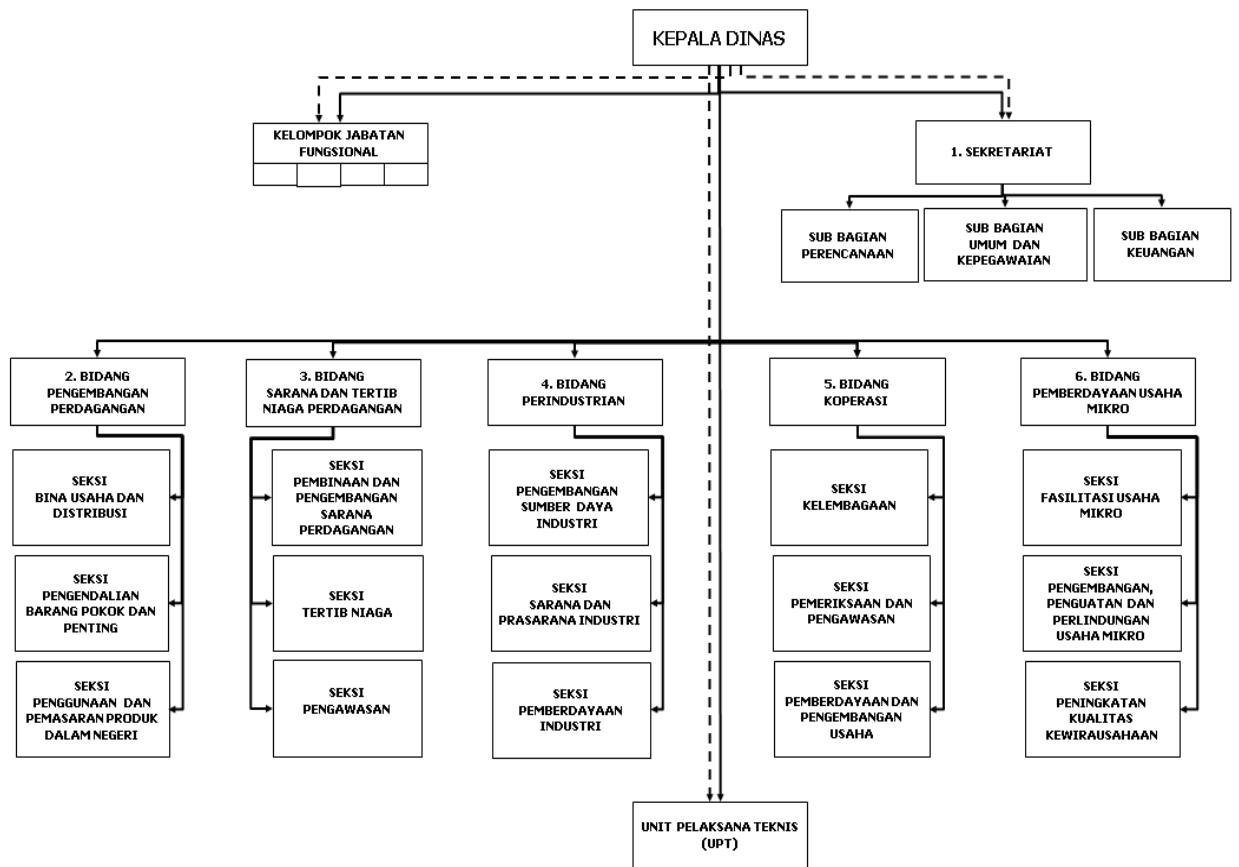 KEPALA DINAS
KELOMPOK JABATAN
FUNGSIONAL
1. SEKRETARIAT
SUB BAGIAN
PERENCANAAN
SUB BAGIAN
UMUM DAN
KEPEGAWAIAN
SUB BAGIAN
KEUANGAN
2. BIDANG
PENGEMBANGAN
PERDAGANGAN
3. BIDANG
SARANA DAN TERTIB
NIAGA PERDAGANGAN
4. BIDANG
PERINDUSTRIAN
5. BIDANG
KOPERASI
6. BIDANG
PEMBERDAYAAN USAHA
MIKRO
SEKSI
BINA USAHA DAN
DISTRIBUSI
SEKSI
PEMBINAAN DAN
PENGEMBANGAN
SARANA
PERDAGANGAN
SEKSI
PENGEMBANGAN
SUMBER DAYA
INDUSTRI
SEKSI
KELEMBAGAAN
SEKSI
FASILITASI USAHA
MIKRO
SEKSI
PENGENDALIAN
BARANG POKOK DAN
PENTING
SEKSI
TERTIB NIAGA
SEKSI
SARANA DAN
PRASARANA INDUSTRI
SEKSI
PEMERIKSAAN DAN
PENGAWASAN
SEKSI
PENGEMBANGAN,
PENGUATAN DAN
PERLINDUNGAN
USAHA MIKRO
SEKSI
PENGGUNAAN DAN
PEMASARAN PRODUK
DALAM NEGERI
SEKSI
PENGAWASAN
SEKSI
PEMBERDAYAAN
INDUSTRI
SEKSI
PEMBERDAYAAN DAN
PENGEMBANGAN
USAHA
SEKSI
PENINGKATAN
KUALITAS
KEWIRAUSAHAAN
UNIT PELAKSANA TEKNIS
(UPT)